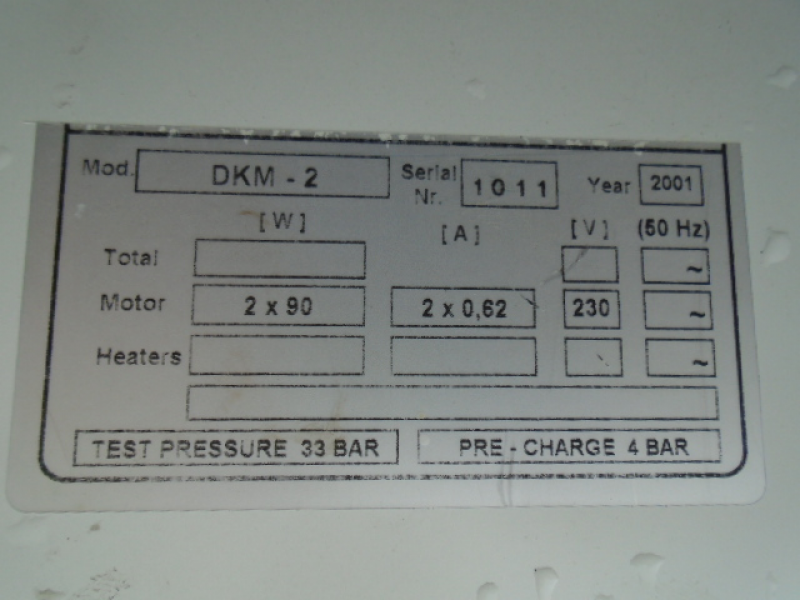 Mod. DKM - 2 Serial Nr. 1011 Year 2001
[W] [A] [V] (50 Hz)
Total ~
Motor 2 x 90 2 x 0,62 230 ~
Heaters ~
TEST PRESSURE 33 BAR PRE - CHARGE 4 BAR